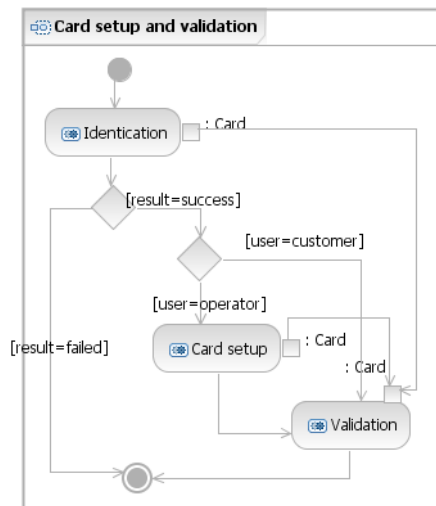 Card setup and validation
Identication
: Card
[result=success]
[user=customer]
[user=operator]
[result=failed]
Card setup
: Card
: Card
Validation